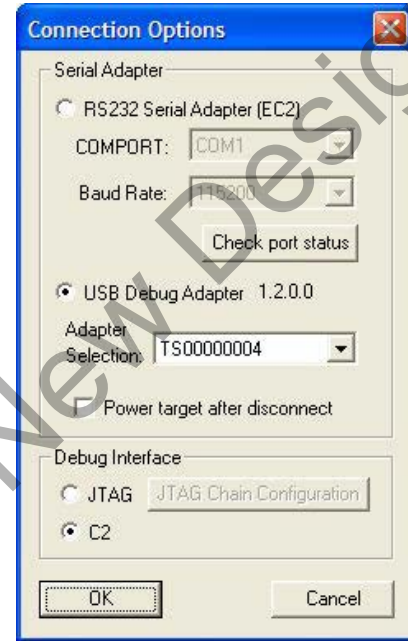 Connection Options
Serial Adapter
RS232 Serial Adapter (EC2)
COMPORT: COM1
Baud Rate: 115200
Check port status
USB Debug Adapter 1.2.0.0
Adapter
Selection: TS00000004
Power target after disconnect
Debug Interface
JTAG JTAG Chain Configuration
C2
OK Cancel
New Desig